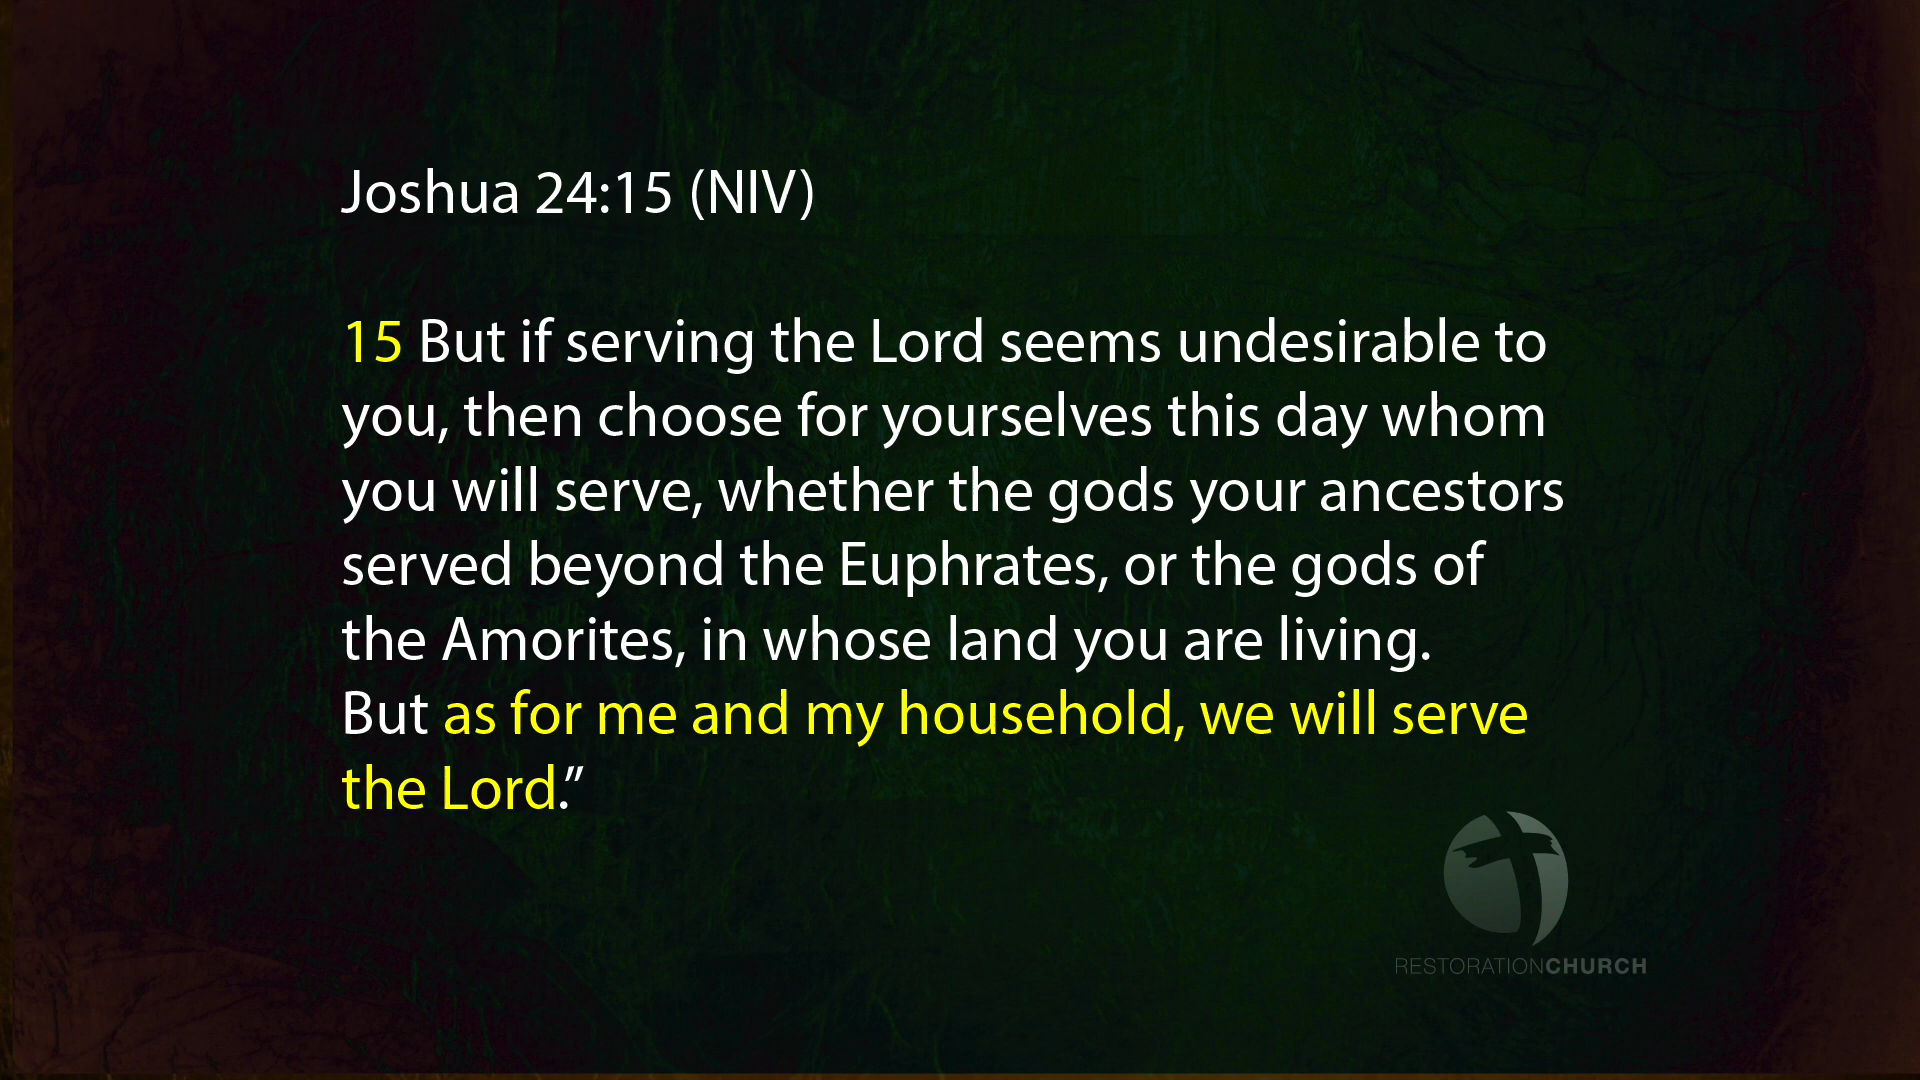 Joshua 24:15 (NIV)
15 But if serving the Lord seems undesirable to
you, then choose for yourselves this day whom
you will serve, whether the gods your ancestors
served beyond the Euphrates, or the gods of
the Amorites, in whose land you are living.
But as for me and my household, we will serve
the Lord.”
RESTORATIONCHURCH